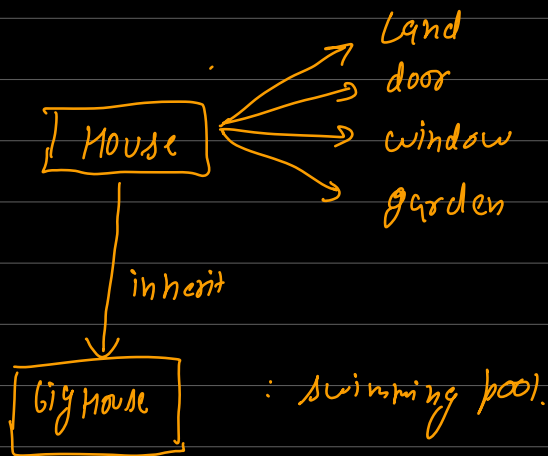 Land
door
House
window
garden
inherit
BigHouse
: swimming pool.